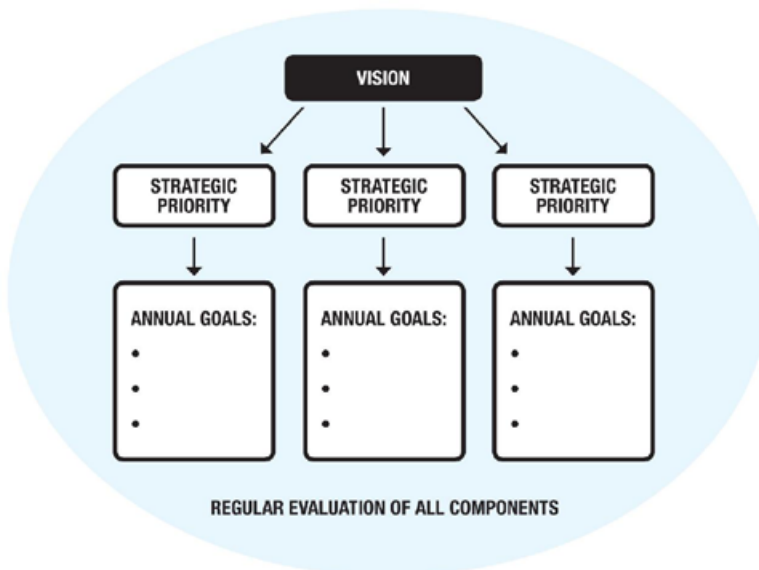 VISION
STRATEGIC
PRIORITY
STRATEGIC
PRIORITY
STRATEGIC
PRIORITY
ANNUAL GOALS:
•
•
•
ANNUAL GOALS:
•
•
•
ANNUAL GOALS:
•
•
•
REGULAR EVALUATION OF ALL COMPONENTS